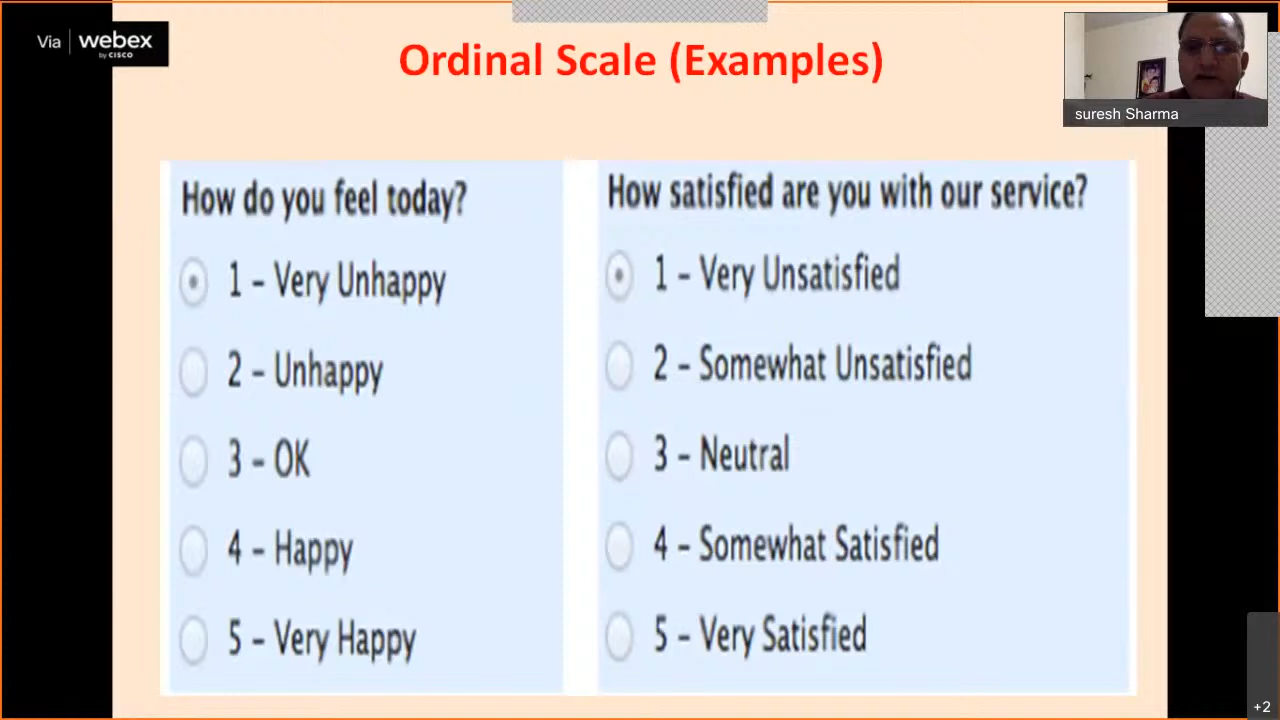 Via webex
by CISCO
Ordinal Scale (Examples)
suresh Sharma
How do you feel today?
1 – Very Unhappy
2 – Unhappy
3 – OK
4 – Happy
5 – Very Happy
How satisfied are you with our service?
1 – Very Unsatisfied
2 – Somewhat Unsatisfied
3 – Neutral
4 – Somewhat Satisfied
5 – Very Satisfied
+2